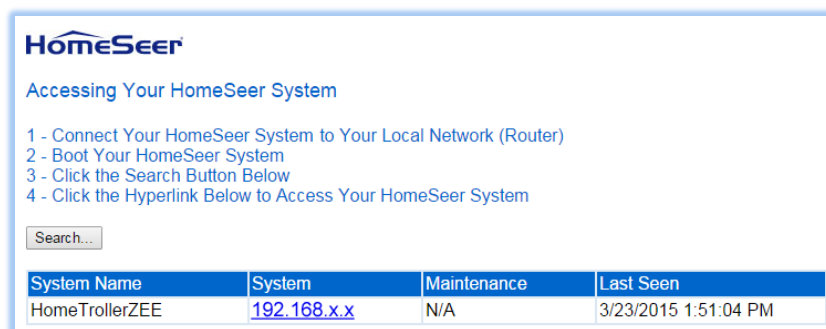 HomeSeer
Accessing Your HomeSeer System
1 - Connect Your HomeSeer System to Your Local Network (Router)
2 - Boot Your HomeSeer System
3 - Click the Search Button Below
4 - Click the Hyperlink Below to Access Your HomeSeer System
Search...
System Name System Maintenance Last Seen
HomeTrollerZEE 192.168.x.x N/A 3/23/2015 1:51:04 PM